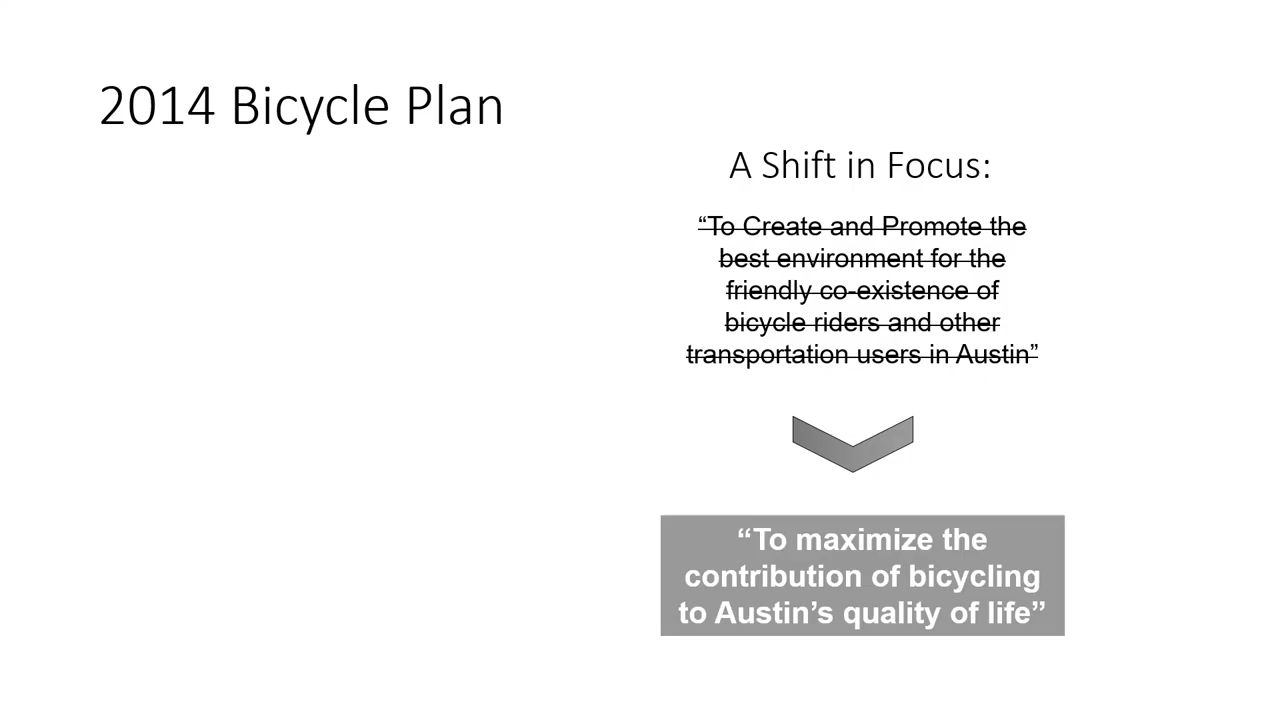 2014 Bicycle Plan
A Shift in Focus:
“To Create and Promote the
best environment for the
friendly co-existence of
bicycle riders and other
transportation users in Austin”
“To maximize the
contribution of bicycling
to Austin’s quality of life”